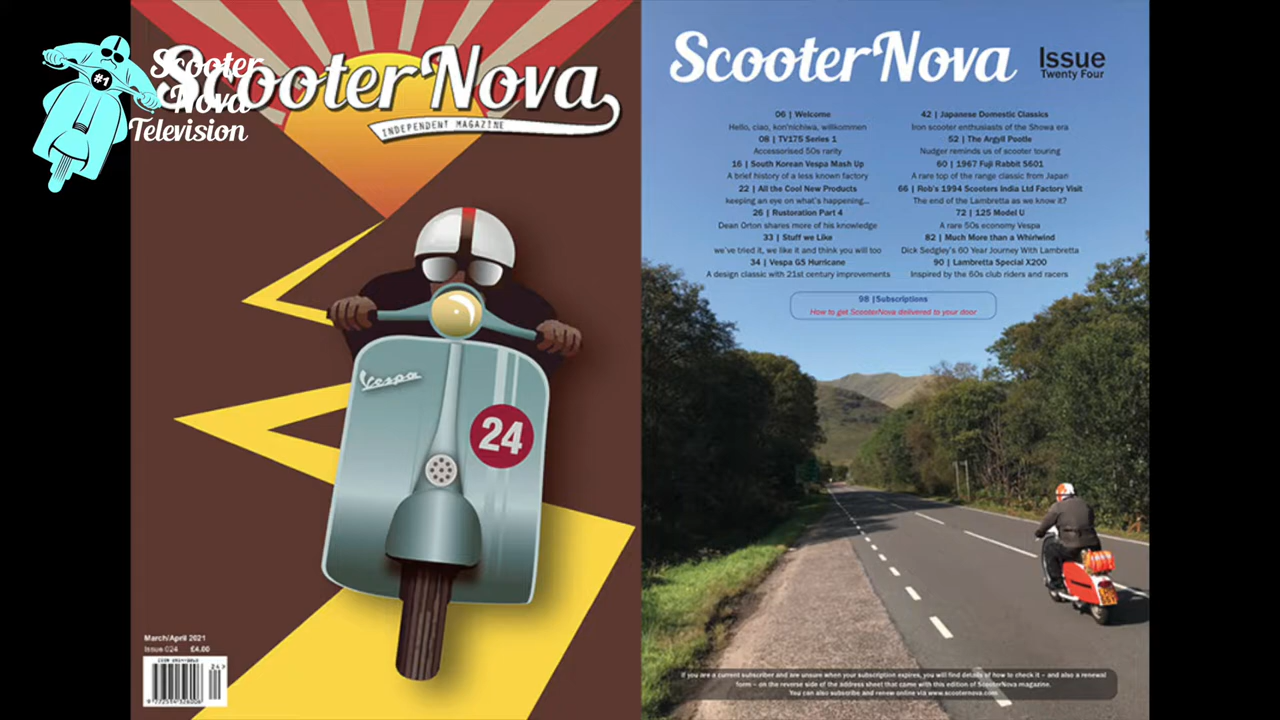 #1
Scooter
Nova
Television
ScooterNova
INDEPENDENT MAGAZINE
Vespa
24
March/April 2021
Issue 024 £4.00
24>
ScooterNova
Issue
Twenty Four
06 | Welcome
Hello, ciao, kon'nichiwa, willkommen
08 | TV175 Series 1
Accessorised 50s rarity
16 | South Korean Vespa Mash Up
A brief history of a less known factory
22 | All the Cool New Products
keeping an eye on what's happening...
26 | Rustoration Part 4
Dean Orton shares more of his knowledge
33 | Stuff we Like
we've tried it, we like it and think you will too
34 | Vespa GS Hurricane
A design classic with 21st century improvements
42 | Japanese Domestic Classics
Iron scooter enthusiasts of the Showa era
52 | The Argyll Pootle
Nudger reminds us of scooter touring
60 | 1967 Fuji Rabbit S601
A rare top of the range classic from Japan
66 | Rob's 1994 Scooters India Ltd Factory Visit
The end of the Lambretta as we know it?
72 | 125 Model U
A rare 50s economy Vespa
82 | Much More than a Whirlwind
Dick Sedgley's 60 Year Journey With Lambretta
90 | Lambretta Special X200
Inspired by the 60s club riders and racers
98 |Subscriptions
How to get ScooterNova delivered to your door
If you are a current subscriber and are unsure when your subscription expires, you will find details of how to check it – and also a renewal
form – on the reverse side of the address sheet that came with this edition of ScooterNova magazine.
You can also subscribe and renew online via www.scooternova.com